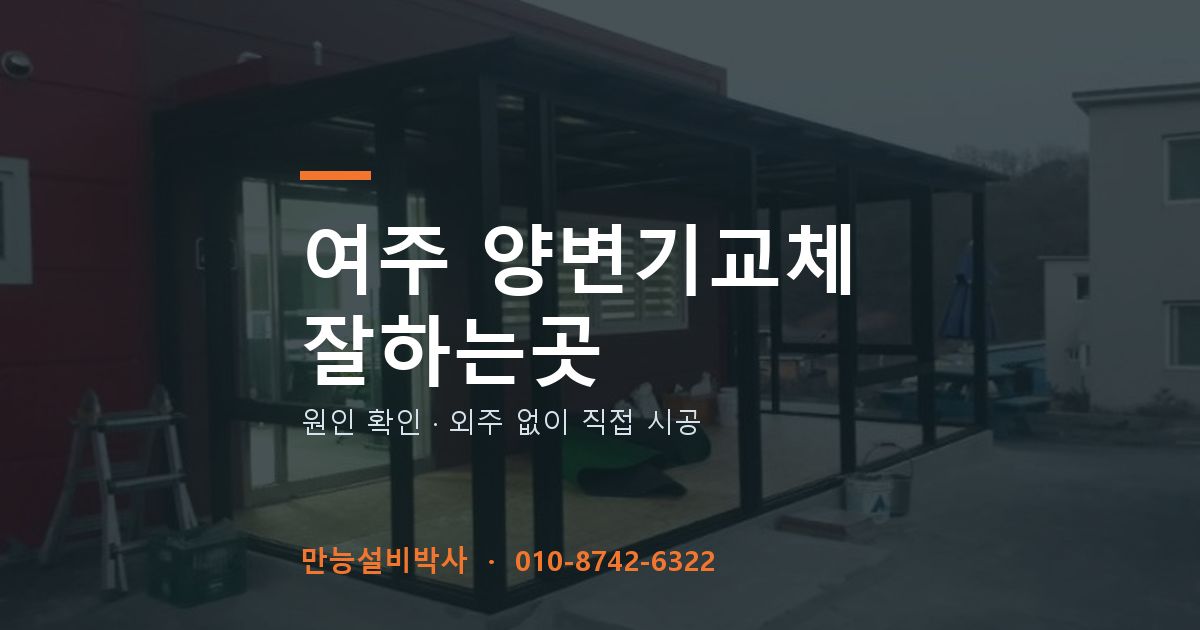 여주 양변기교체
잘하는곳
원인 확인 · 외주 없이 직접 시공
만능설비박사 · 010-8742-6322